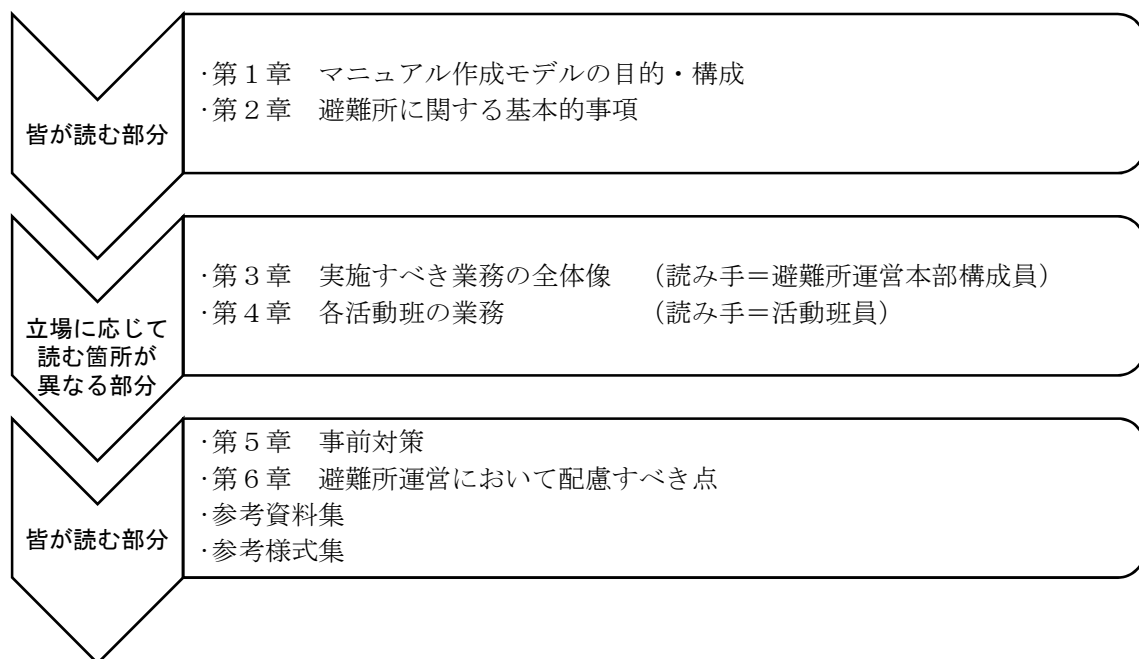 皆が読む部分
・第１章　マニュアル作成モデルの目的・構成
・第２章　避難所に関する基本的事項
立場に応じて
読む箇所が
異なる部分
・第３章　実施すべき業務の全体像　（読み手＝避難所運営本部構成員）
・第４章　各活動班の業務　（読み手＝活動班員）
皆が読む部分
・第５章　事前対策
・第６章　避難所運営において配慮すべき点
・参考資料集
・参考様式集